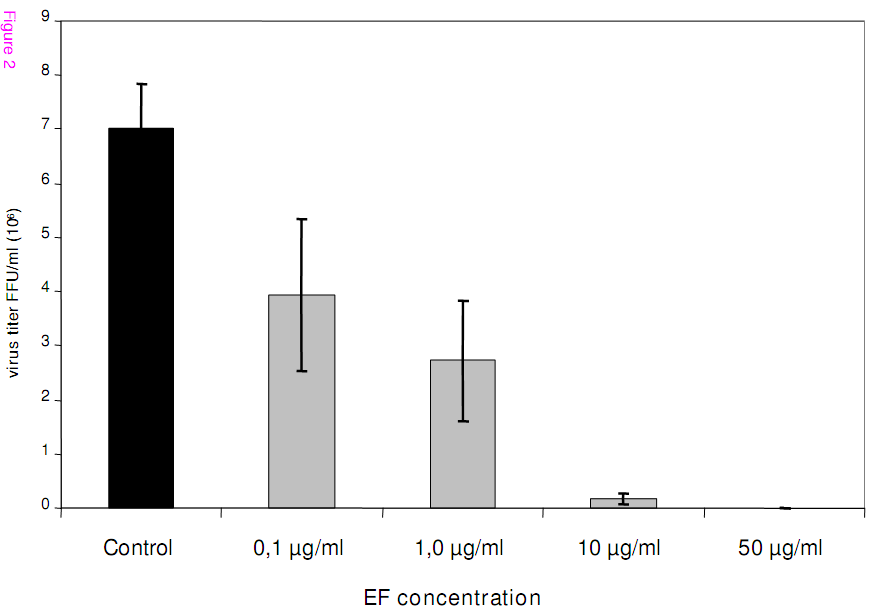 Figure 2
virus titer FFU/ml (10⁶)
9
8
7
6
5
4
3
2
1
0
Control 0,1 µg/ml 1,0 µg/ml 10 µg/ml 50 µg/ml
EF concentration